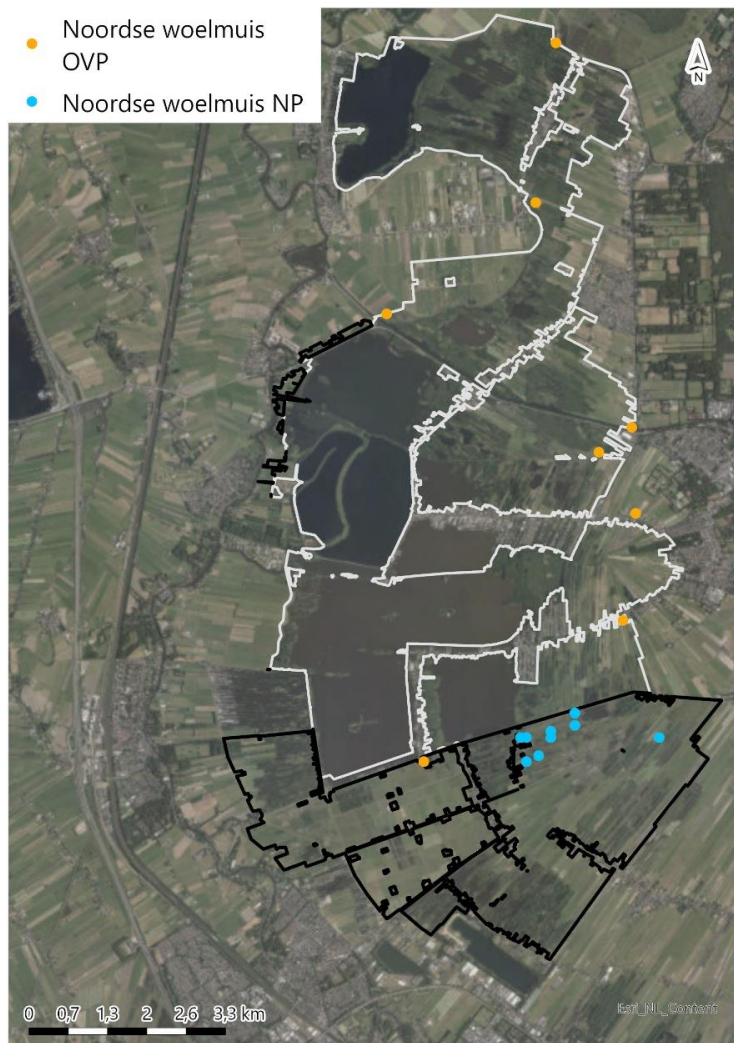 Noordse woelmuis
OVP
Noordse woelmuis NP
N
0 0,7 1,3 2 2,6 3,3 km
Esri_NL_Content